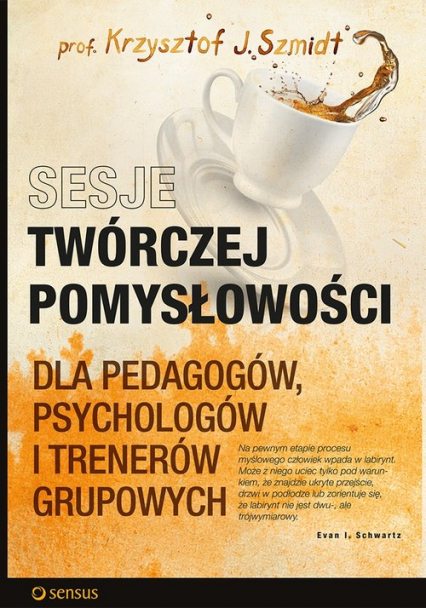 prof. Krzysztof J. Szmidt
SESJE
TWÓRCZEJ
POMYSŁOWOŚCI
DLA PEDAGOGÓW,
PSYCHOLOGÓW
I TRENERÓW
GRUPOWYCH
Na pewnym etapie procesu
myślowego człowiek wpada w labirynt.
Może z niego uciec tylko pod warun-
kiem, że znajdzie ukryte przejście,
drzwi w podłodze lub zorientuje się,
że labirynt nie jest dwu-, ale
trójwymiarowy.
Evan I. Schwartz
sensus